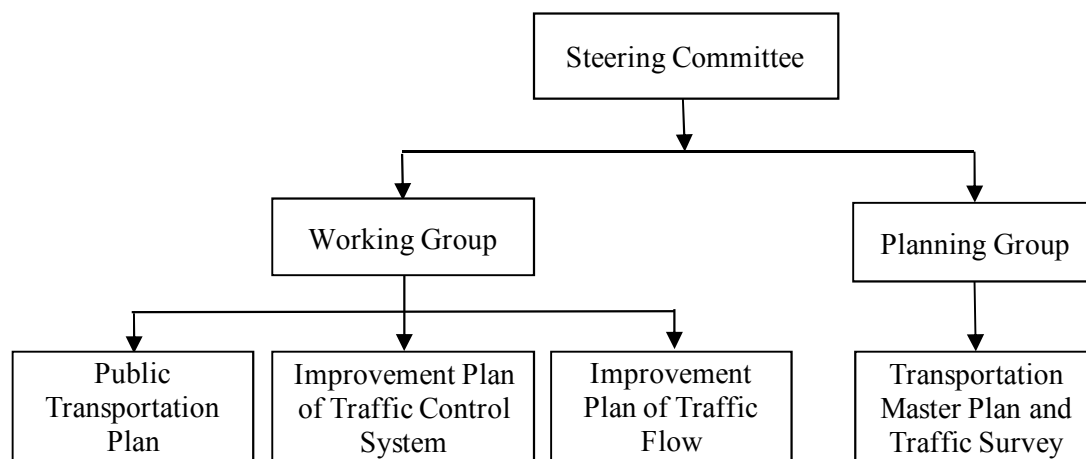 Steering Committee
Working Group
Planning Group
Public
Transportation
Plan
Improvement Plan
of Traffic Control
System
Improvement
Plan of Traffic
Flow
Transportation
Master Plan and
Traffic Survey